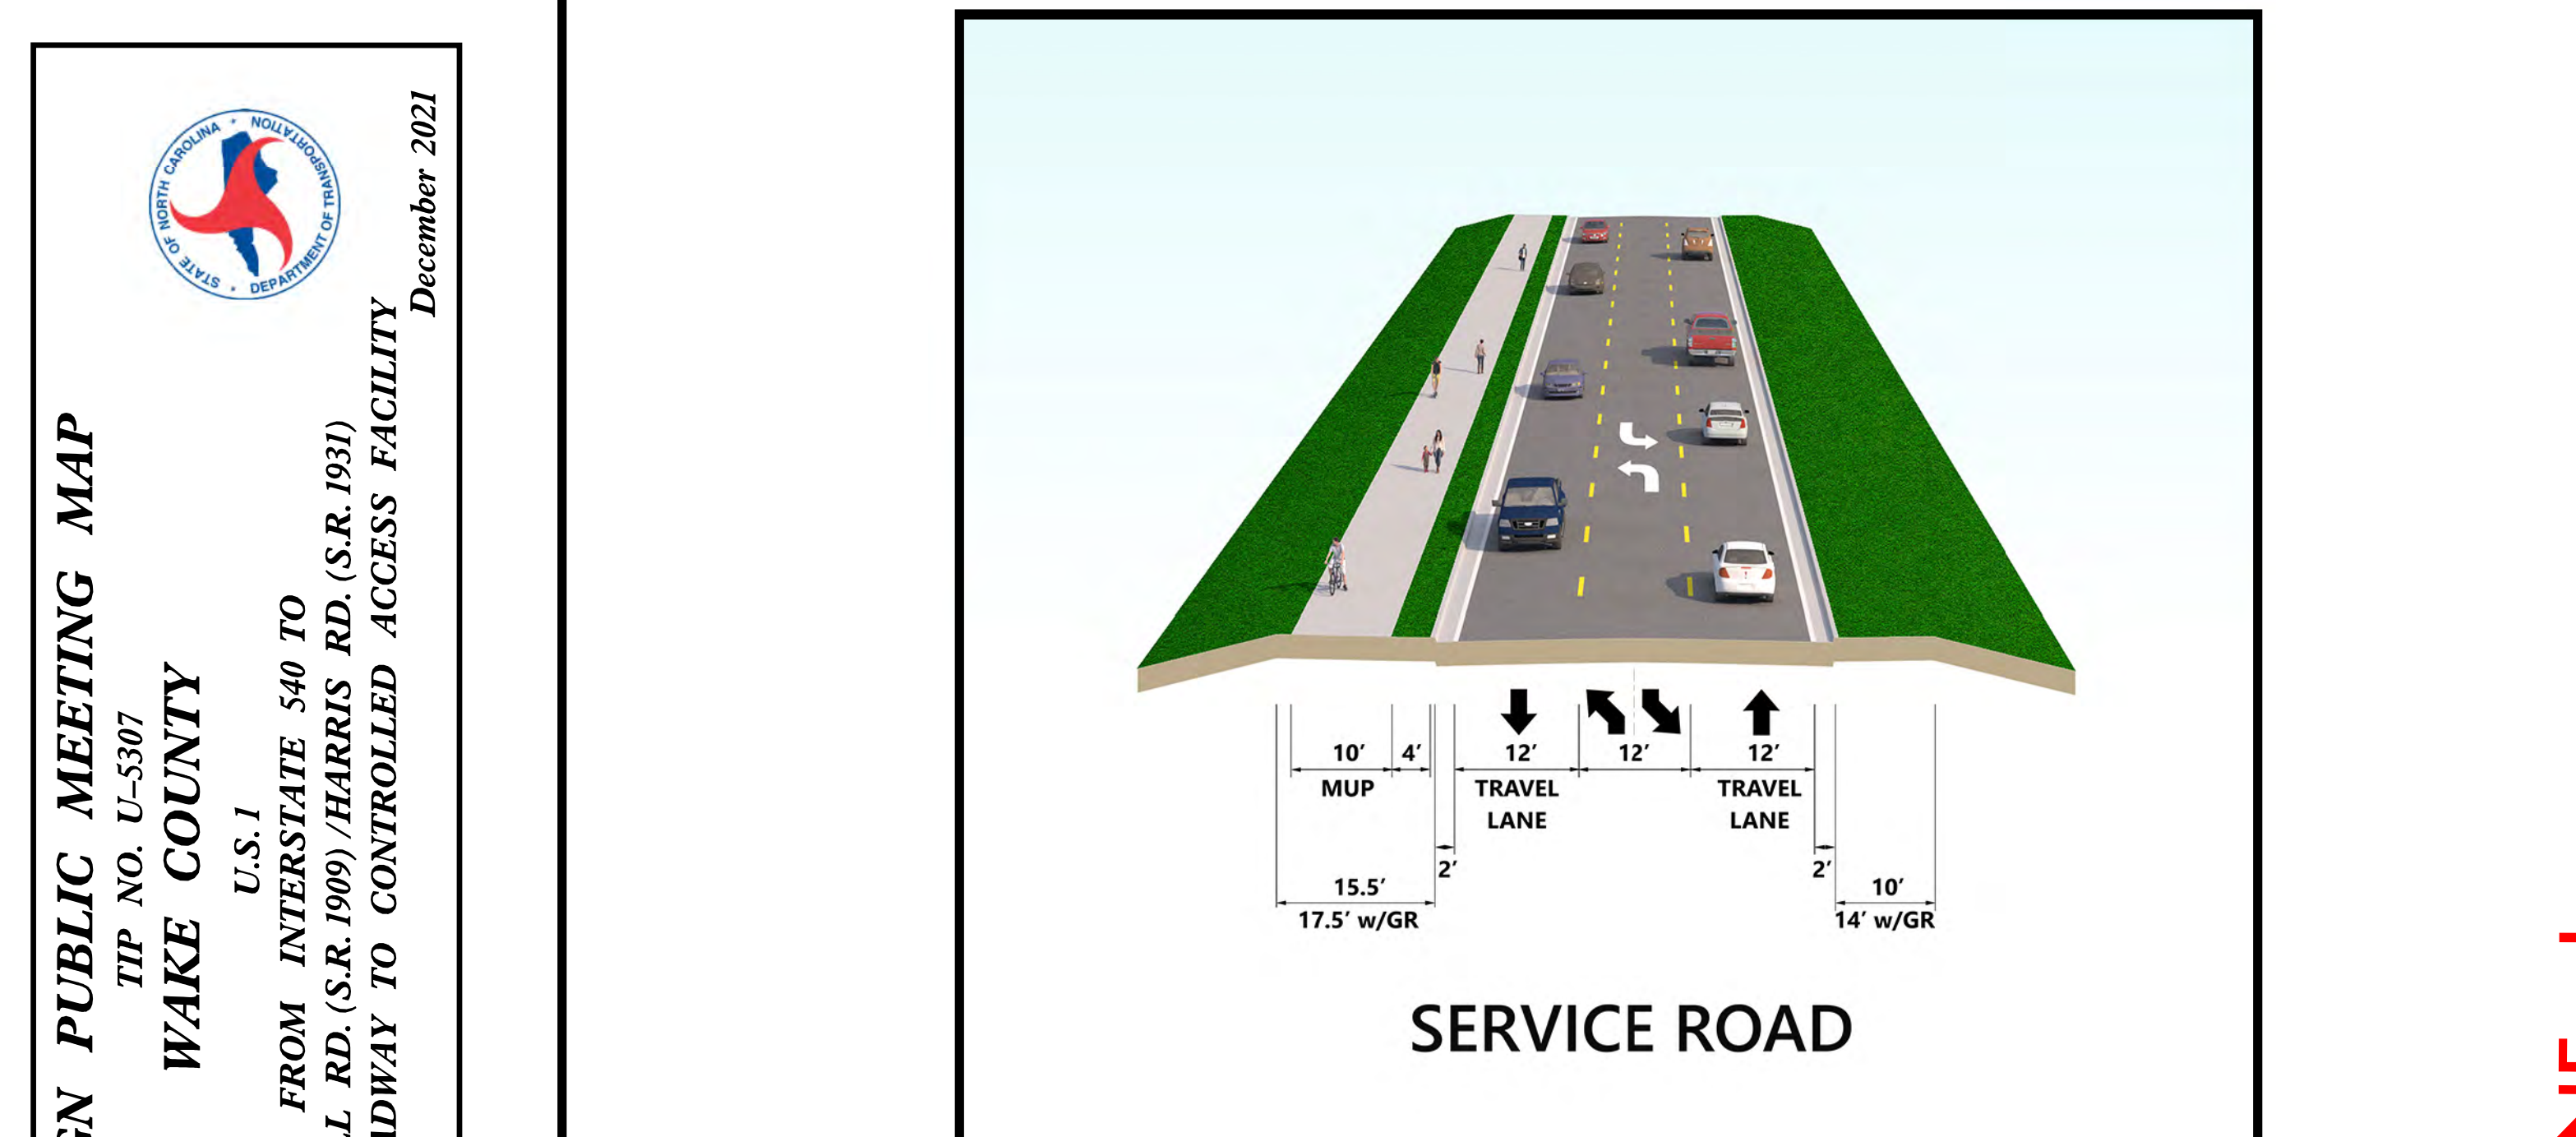 STATE OF NORTH CAROLINA
DEPARTMENT OF TRANSPORTATION
PUBLIC MEETING MAP
TIP NO. U-5307
WAKE COUNTY
U.S. 1
FROM INTERSTATE 540 TO
RD. (S.R. 1909) /HARRIS RD. (S.R. 1931)
TO CONTROLLED ACCESS FACILITY
December 2021
10' 4' 12' 12' 12'
MUP TRAVEL LANE TRAVEL LANE
2' 2'
15.5' 10'
17.5' w/GR 14' w/GR
SERVICE ROAD